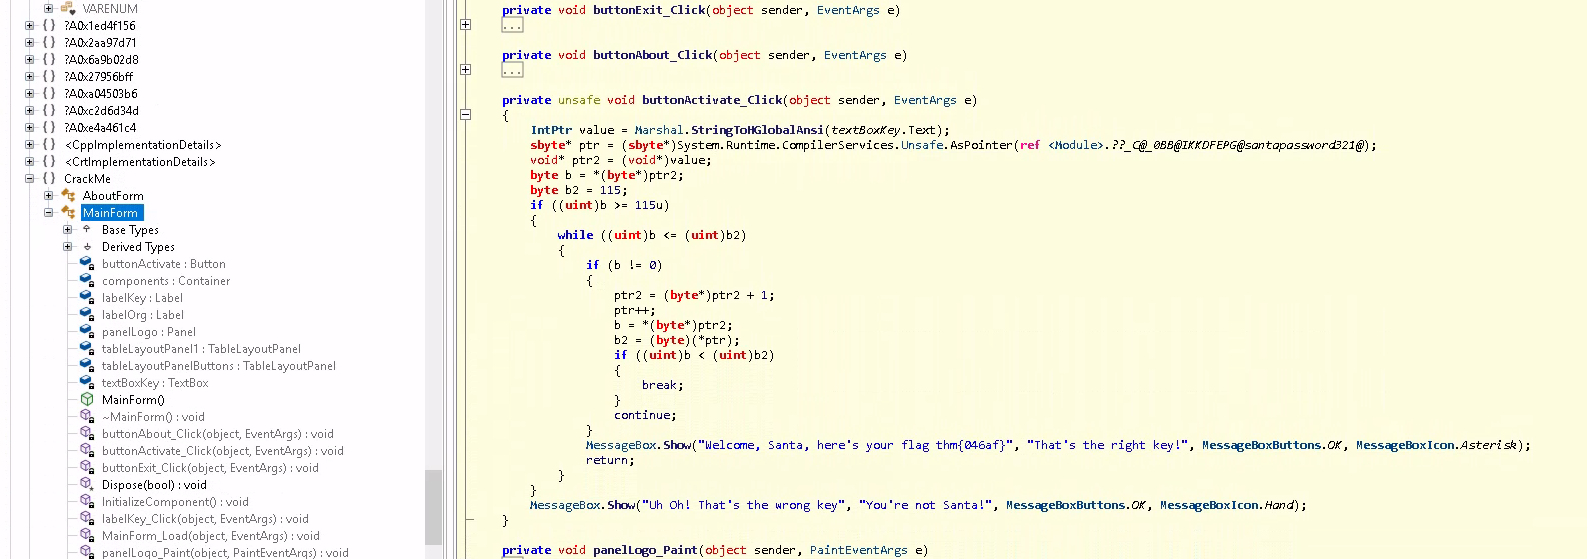 VARENUM
?A0x1ed4f156
?A0x2aa97d71
?A0x6a9b02d8
?A0x27956bff
?A0xa04503b6
?A0xc2d6d34d
?A0xe4a461c4
<CppImplementationDetails>
<CrtImplementationDetails>
CrackMe
AboutForm
MainForm
Base Types
Derived Types
buttonActivate : Button
components : Container
labelKey : Label
labelOrg : Label
panelLogo : Panel
tableLayoutPanel1 : TableLayoutPanel
tableLayoutPanelButtons : TableLayoutPanel
textBoxKey : TextBox
MainForm()
~MainForm() : void
buttonAbout_Click(object, EventArgs) : void
buttonActivate_Click(object, EventArgs) : void
buttonExit_Click(object, EventArgs) : void
Dispose(bool) : void
InitializeComponent() : void
labelKey_Click(object, EventArgs) : void
MainForm_Load(object, EventArgs) : void
panelLogo_Paint(object, PaintEventArgs) : void
private void buttonExit_Click(object sender, EventArgs e)
...
private void buttonAbout_Click(object sender, EventArgs e)
...
private unsafe void buttonActivate_Click(object sender, EventArgs e)
{
IntPtr value = Marshal.StringToHGlobalAnsi(textBoxKey.Text);
sbyte* ptr = (sbyte*)System.Runtime.CompilerServices.Unsafe.AsPointer(ref <Module>.??_C@_0BB@IKKDFEPG@santapassword321@);
void* ptr2 = (void*)value;
byte b = *(byte*)ptr2;
byte b2 = 115;
if ((uint)b >= 115u)
{
while ((uint)b <= (uint)b2)
{
if (b != 0)
{
ptr2 = (byte*)ptr2 + 1;
ptr++;
b = *(byte*)ptr2;
b2 = (byte)(*ptr);
if ((uint)b < (uint)b2)
{
break;
}
continue;
}
MessageBox.Show("Welcome, Santa, here's your flag thm{046af}", "That's the right key!", MessageBoxButtons.OK, MessageBoxIcon.Asterisk);
return;
}
}
MessageBox.Show("Uh Oh! That's the wrong key", "You're not Santa!", MessageBoxButtons.OK, MessageBoxIcon.Hand);
}
private void panelLogo_Paint(object sender, PaintEventArgs e)